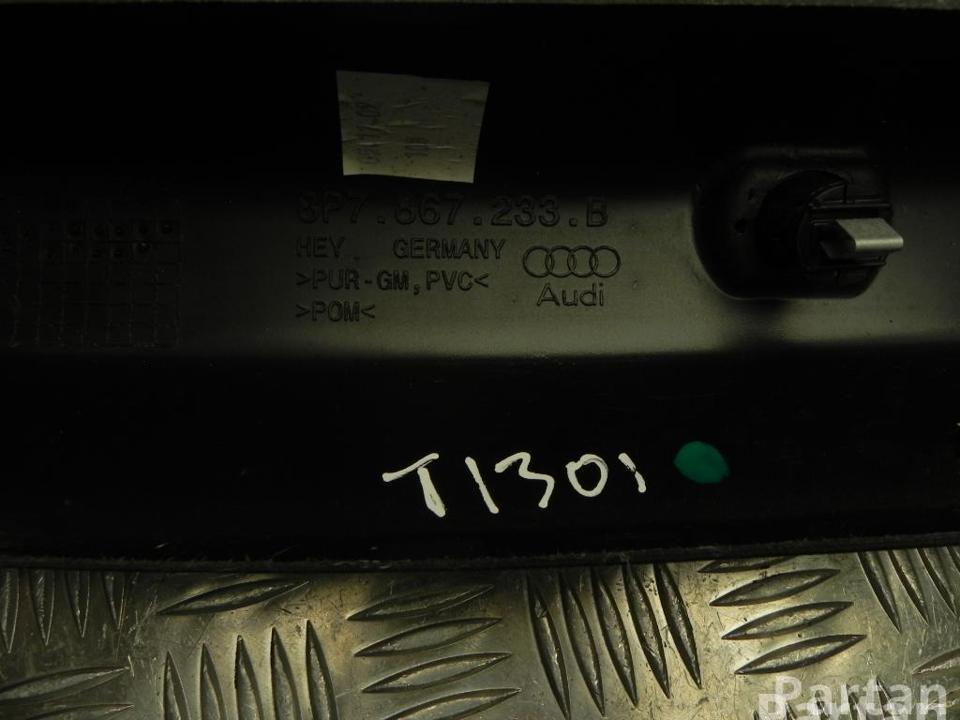 8P7.867.233.B
HEY. GERMANY
>PUR-GM,PVC<
>POM<
Audi
T1301
Partan